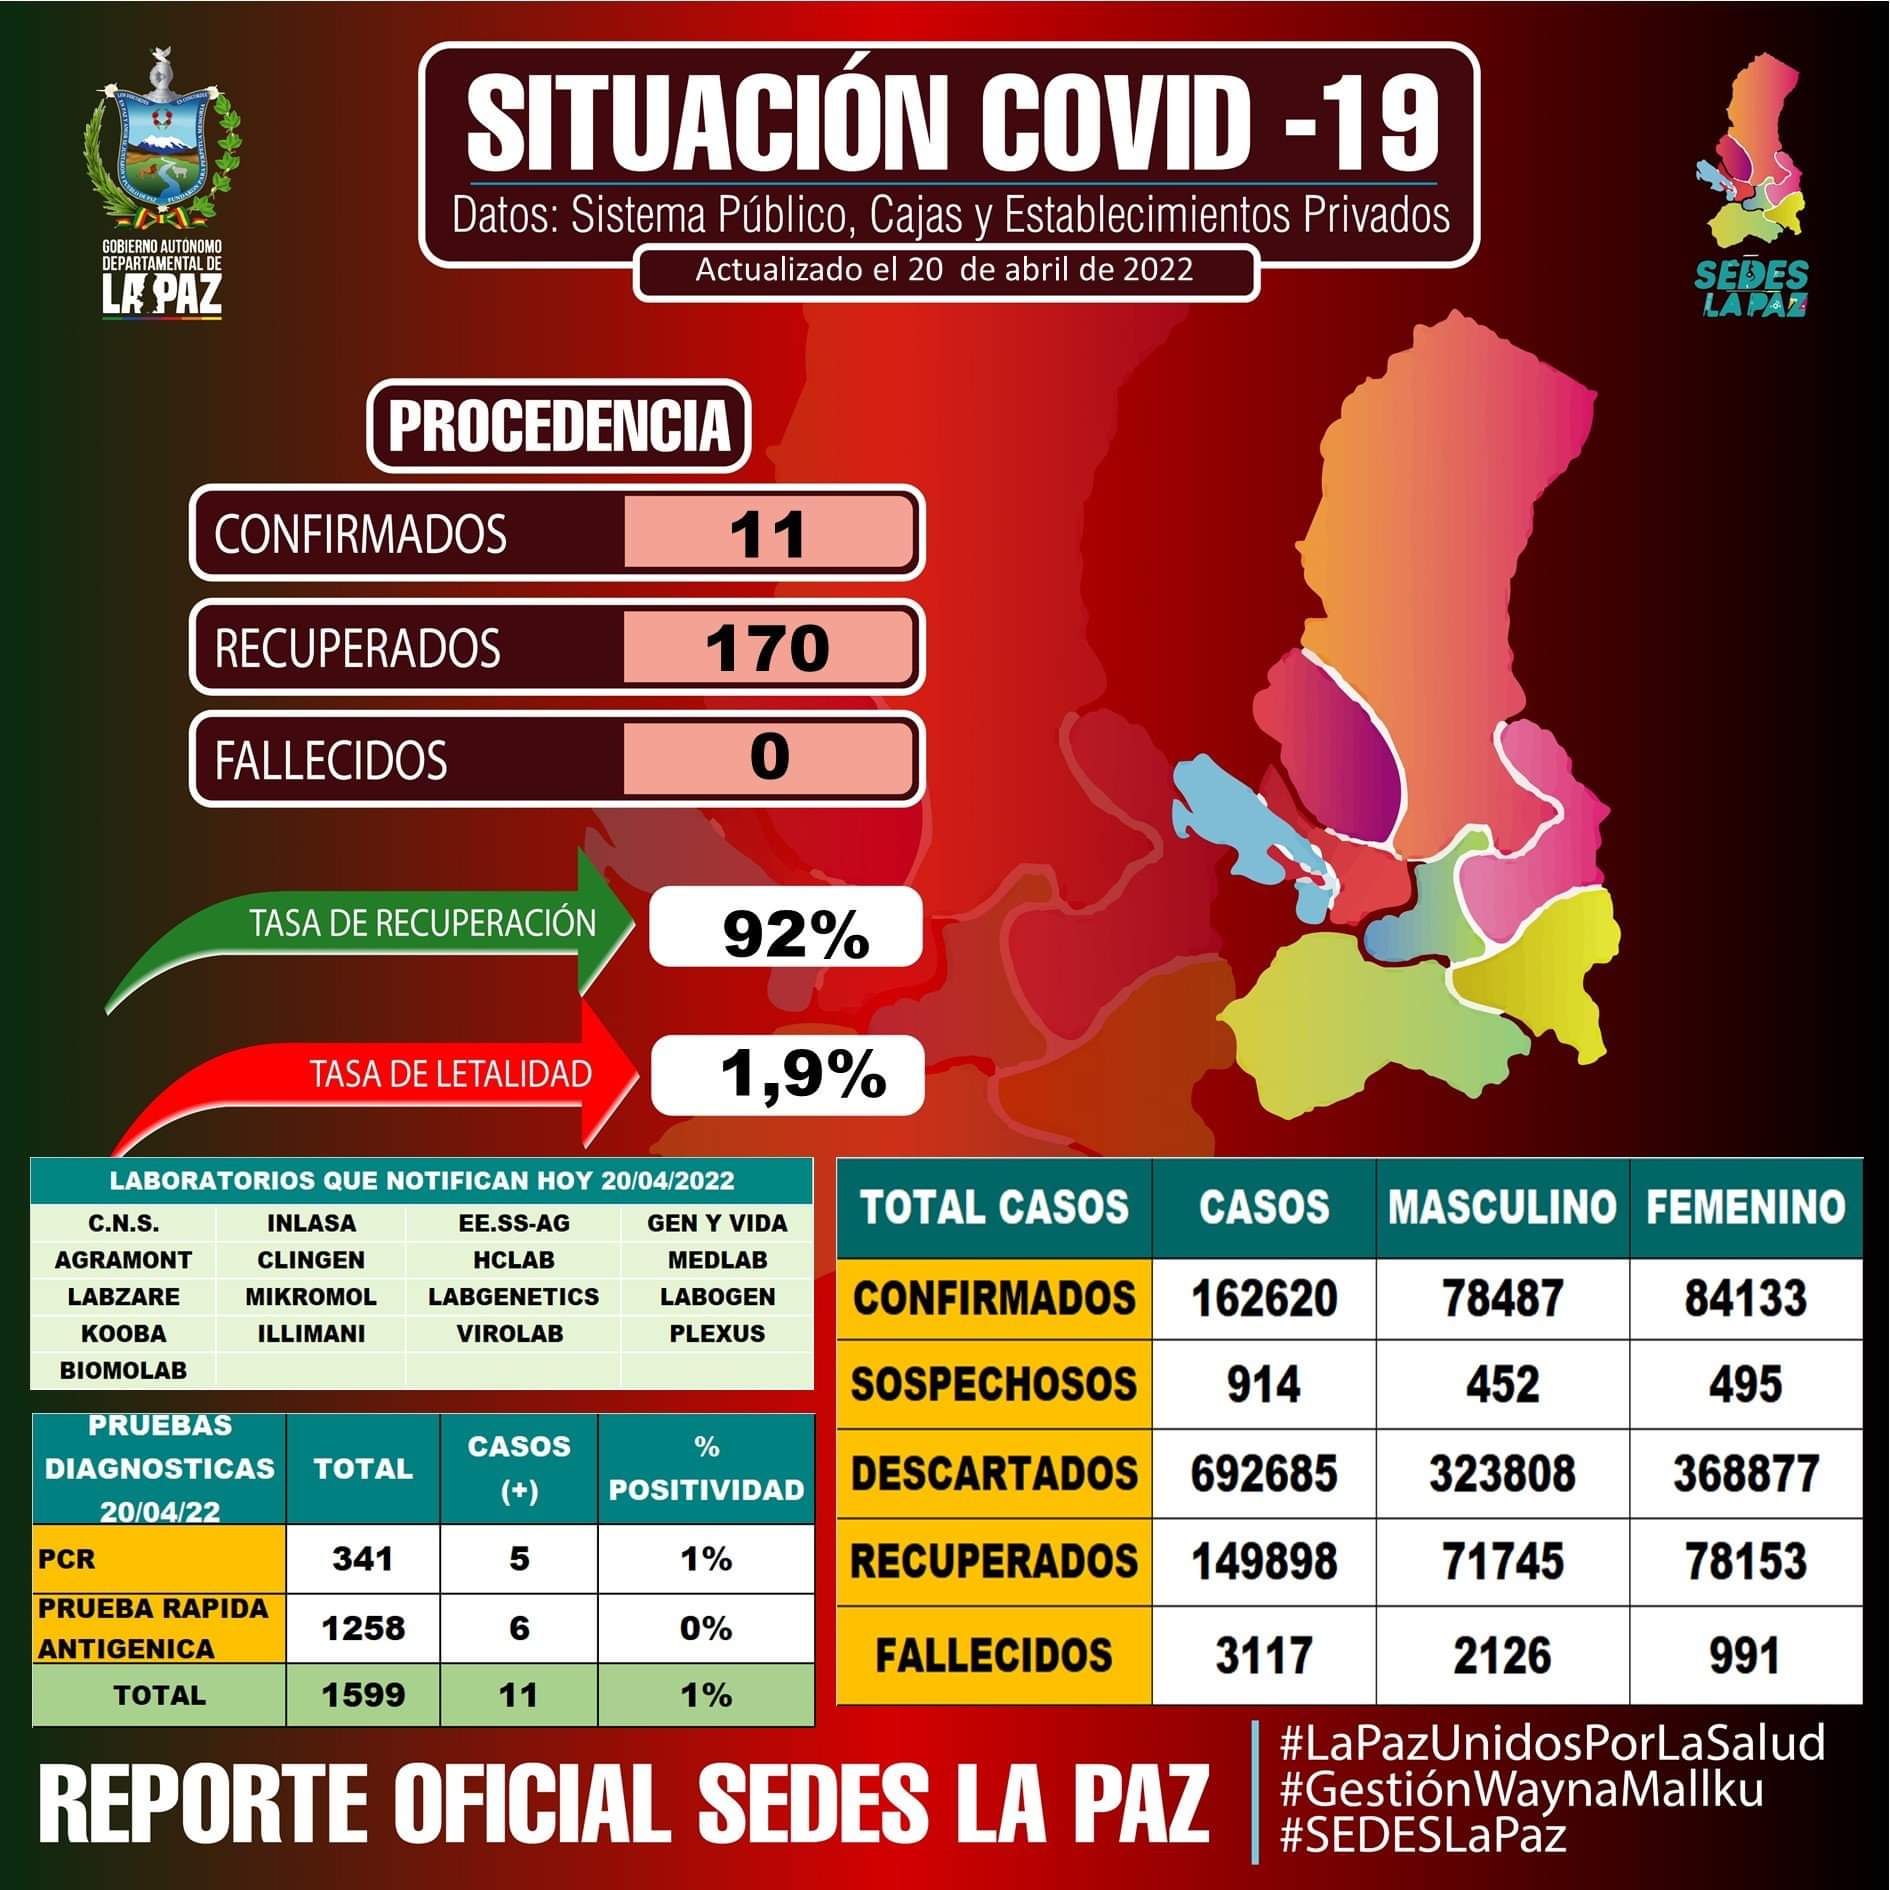 SITUACIÓN COVID -19
Datos: Sistema Público, Cajas y Establecimientos Privados
Actualizado el 20 de abril de 2022
GOBIERNO AUTÓNOMO
DEPARTAMENTAL DE
LA PAZ
SEDES
LA PAZ
PROCEDENCIA
CONFIRMADOS 11
RECUPERADOS 170
FALLECIDOS 0
TASA DE RECUPERACIÓN 92%
TASA DE LETALIDAD 1,9%
LABORATORIOS QUE NOTIFICAN HOY 20/04/2022
C.N.S. INLASA EE.SS-AG GEN Y VIDA
AGRAMONT CLINGEN HCLAB MEDLAB
LABZARE MIKROMOL LABGENETICS LABOGEN
KOOBA ILLIMANI VIROLAB PLEXUS
BIOMOLAB
PRUEBAS
DIAGNOSTICAS
20/04/22
TOTAL
CASOS
(+)
%
POSITIVIDAD
PCR 341 5 1%
PRUEBA RAPIDA
ANTIGENICA
1258 6 0%
TOTAL 1599 11 1%
TOTAL CASOS CASOS MASCULINO FEMENINO
CONFIRMADOS 162620 78487 84133
SOSPECHOSOS 914 452 495
DESCARTADOS 692685 323808 368877
RECUPERADOS 149898 71745 78153
FALLECIDOS 3117 2126 991
REPORTE OFICIAL SEDES LA PAZ
#LaPazUnidosPorLaSalud
#GestiónWaynaMallku
#SEDESLaPaz